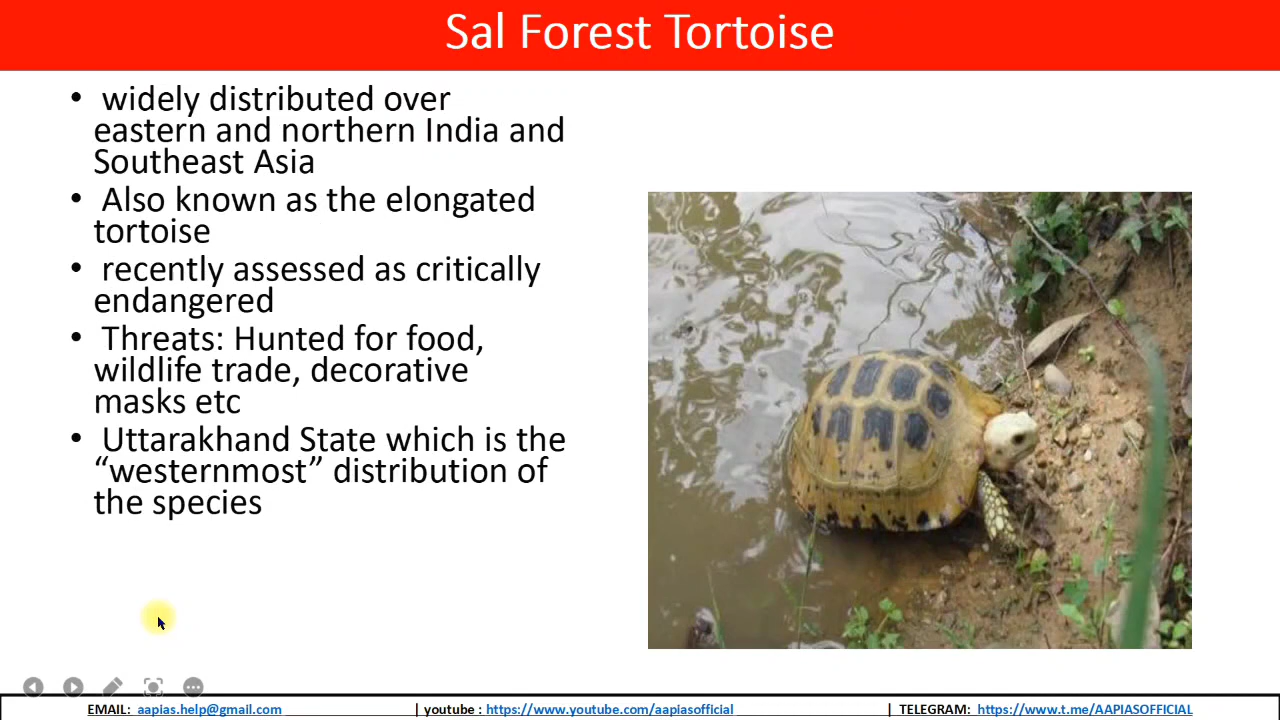 Sal Forest Tortoise
• widely distributed over
eastern and northern India and
Southeast Asia
• Also known as the elongated
tortoise
• recently assessed as critically
endangered
• Threats: Hunted for food,
wildlife trade, decorative
masks etc
• Uttarakhand State which is the
“westernmost” distribution of
the species
EMAIL: aapias.help@gmail.com | youtube : https://www.youtube.com/aapiasofficial | TELEGRAM: https://www.t.me/AAPIASOFFICIAL